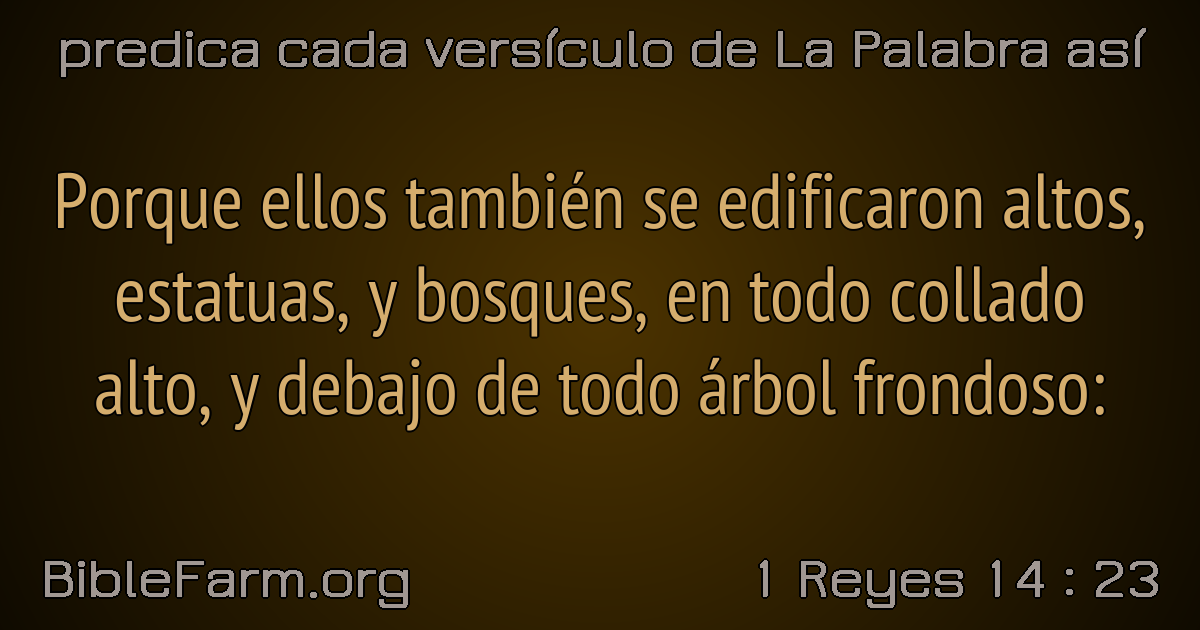 predica cada versículo de La Palabra así
Porque ellos también se edificaron altos,
estatuas, y bosques, en todo collado
alto, y debajo de todo árbol frondoso:
BibleFarm.org
1 Reyes 14 : 23